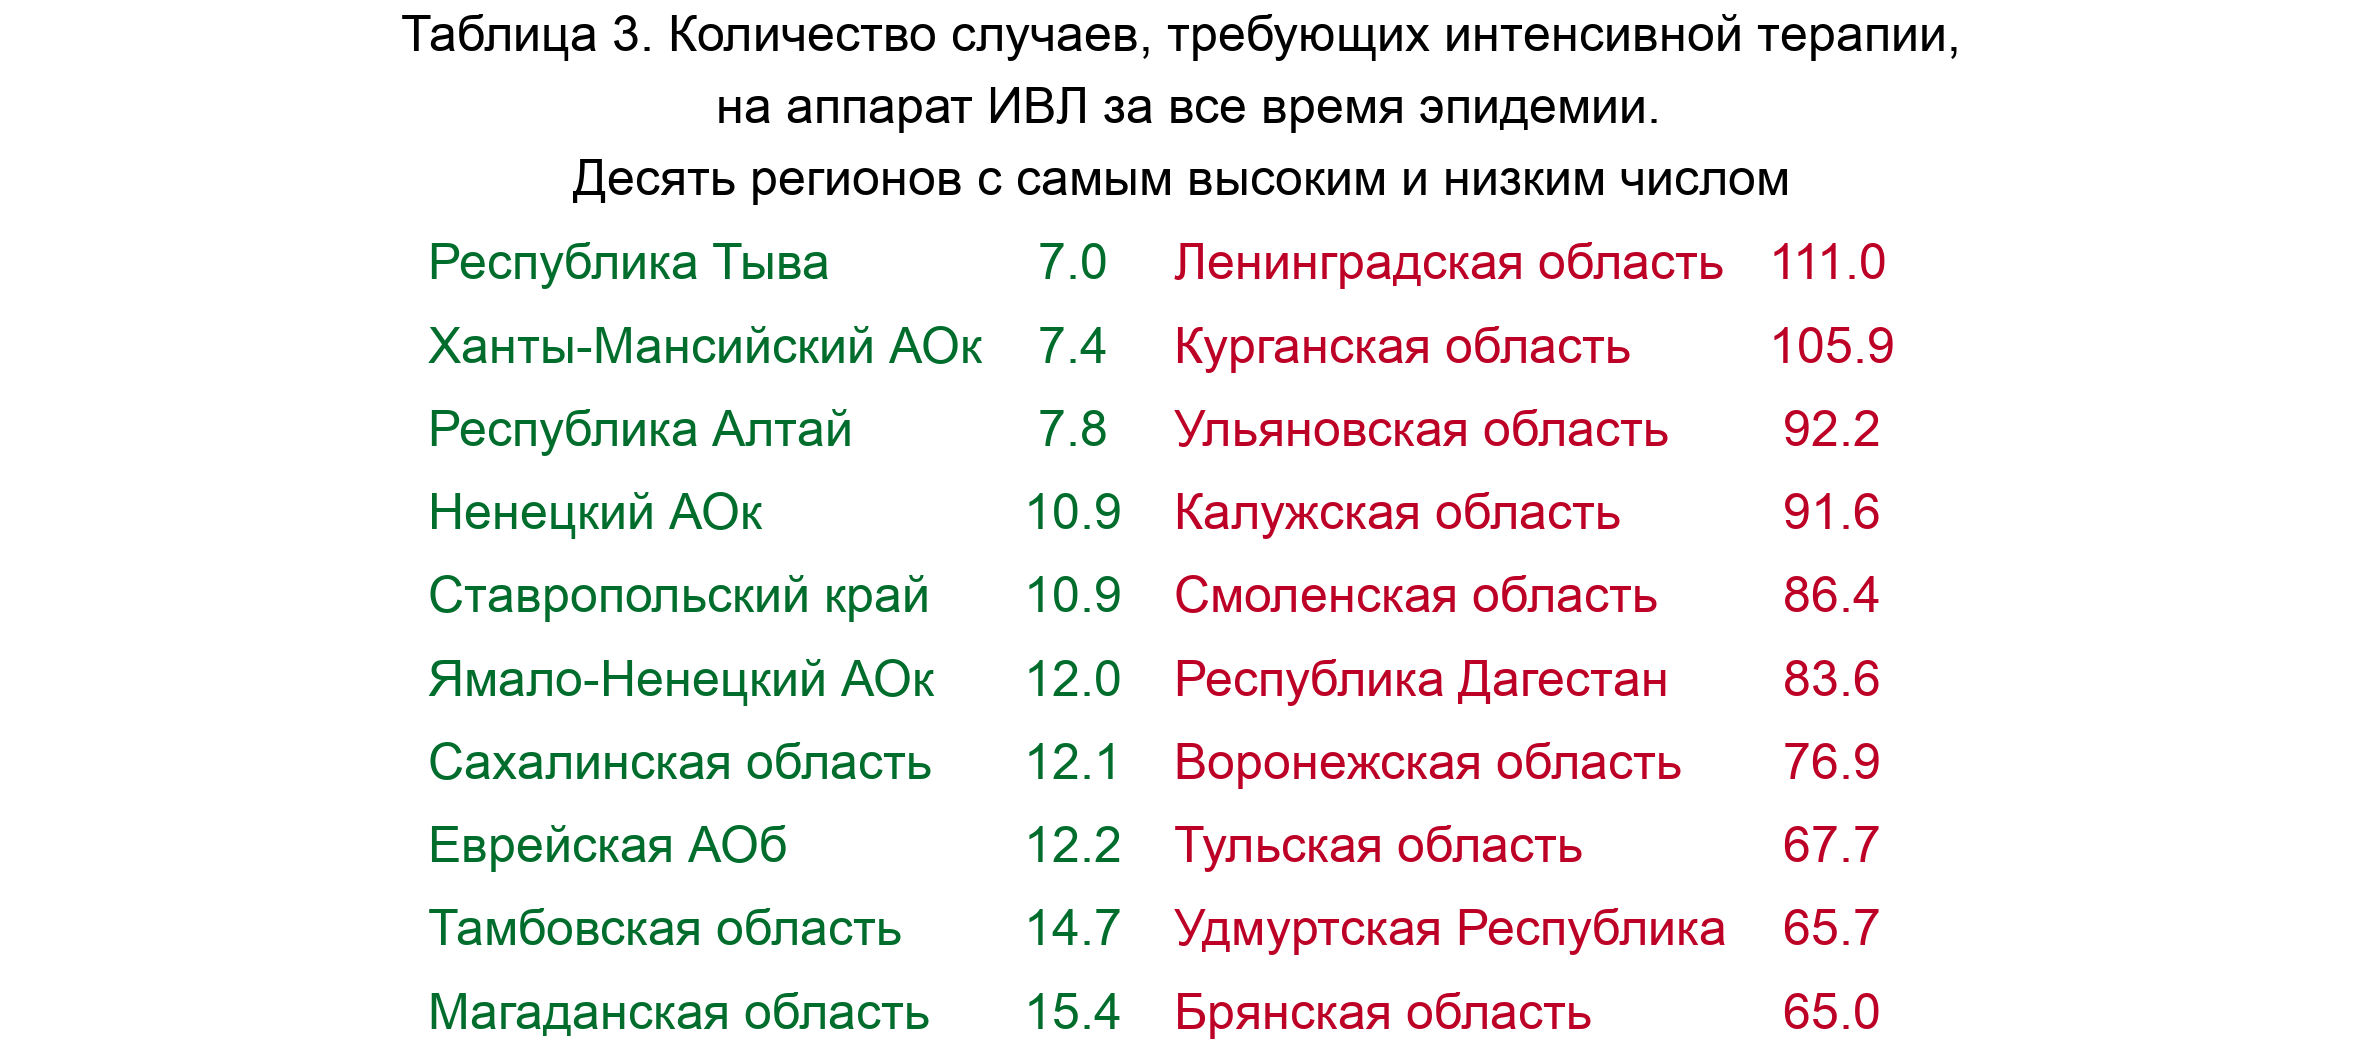 Таблица 3. Количество случаев, требующих интенсивной терапии,
на аппарат ИВЛ за все время эпидемии.
Десять регионов с самым высоким и низким числом
Республика Тыва 7.0 Ленинградская область 111.0
Ханты-Мансийский АОк 7.4 Курганская область 105.9
Республика Алтай 7.8 Ульяновская область 92.2
Ненецкий АОк 10.9 Калужская область 91.6
Ставропольский край 10.9 Смоленская область 86.4
Ямало-Ненецкий АОк 12.0 Республика Дагестан 83.6
Сахалинская область 12.1 Воронежская область 76.9
Еврейская АОб 12.2 Тульская область 67.7
Тамбовская область 14.7 Удмуртская Республика 65.7
Магаданская область 15.4 Брянская область 65.0